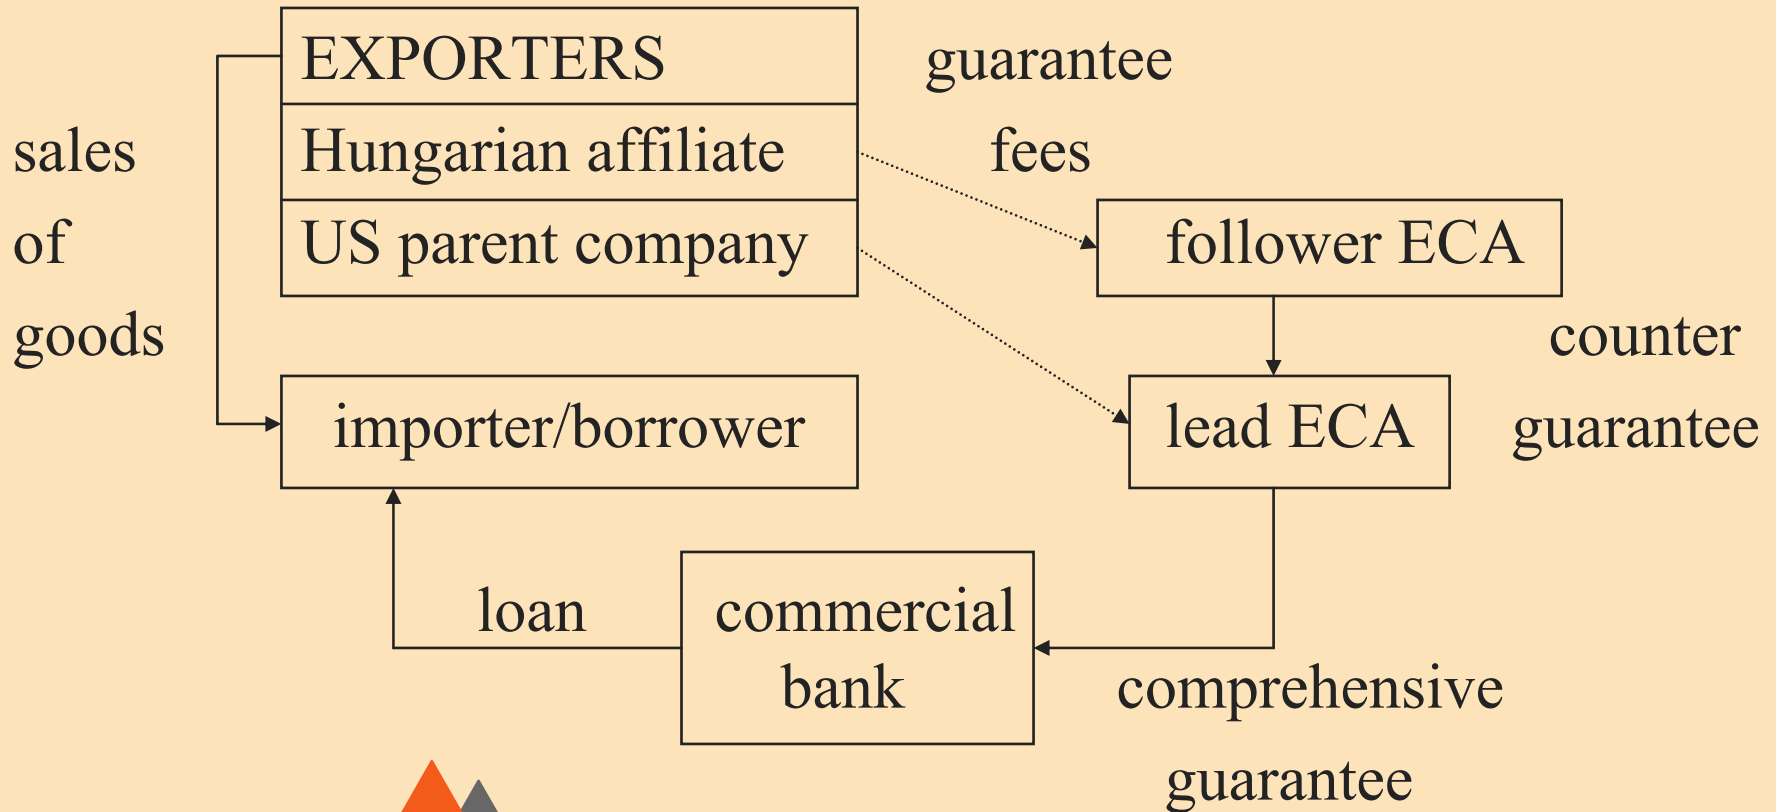 EXPORTERS
Hungarian affiliate
US parent company
sales
of
goods
guarantee
fees
follower ECA
counter
guarantee
importer/borrower
lead ECA
loan
commercial
bank
comprehensive
guarantee